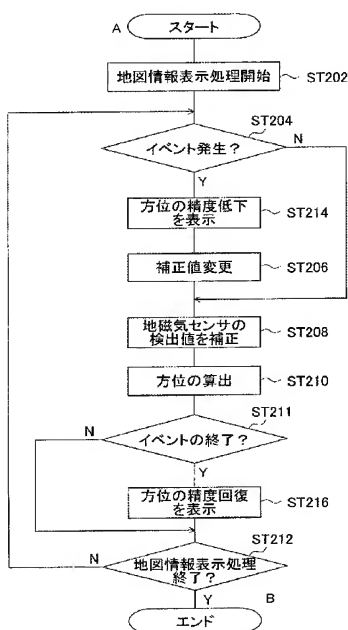 A
スタート
地図情報表示処理開始
ST202
ST204
イベント発生?
N
Y
方位の精度低下
を表示
ST214
補正値変更
ST206
地磁気センサの
検出値を補正
ST208
方位の算出
ST210
ST211
N
イベントの終了?
Y
方位の精度回復
を表示
ST216
ST212
N
地図情報表示処理
終了?
Y
B
エンド